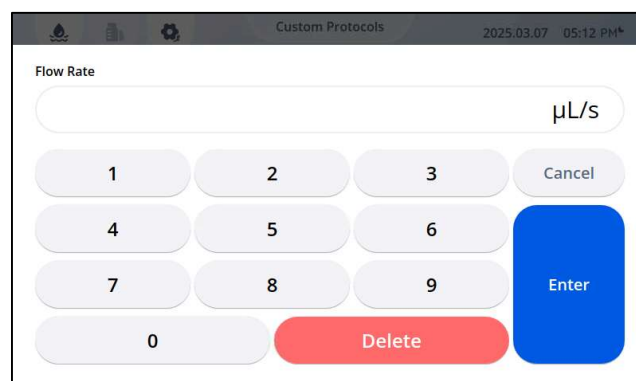 Custom Protocols 2025.03.07 05:12 PM
Flow Rate
µL/s
1 2 3 Cancel
4 5 6
7 8 9 Enter
0 Delete